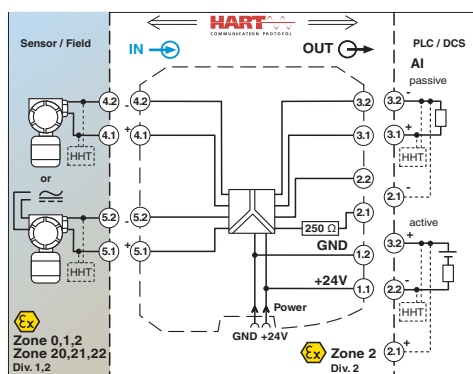 HART
COMMUNICATION PROTOCOL
Sensor / Field
IN
OUT
PLC / DCS
AI
passive
4.2
-
4.2
3.2
3.2
-
4.1
+
4.1
3.1
3.1
+
HHT
HHT
or
2.2
2.1
-
5.2
-
5.2
250 Ω
2.1
active
GND
3.2
+
5.1
+
5.1
1.2
HHT
+24V
1.1
2.2
-
HHT
Power
Ex
Zone 0,1,2
Zone 20,21,22
Div. 1,2
GND +24V
Ex
Zone 2
Div. 2
2.1
+